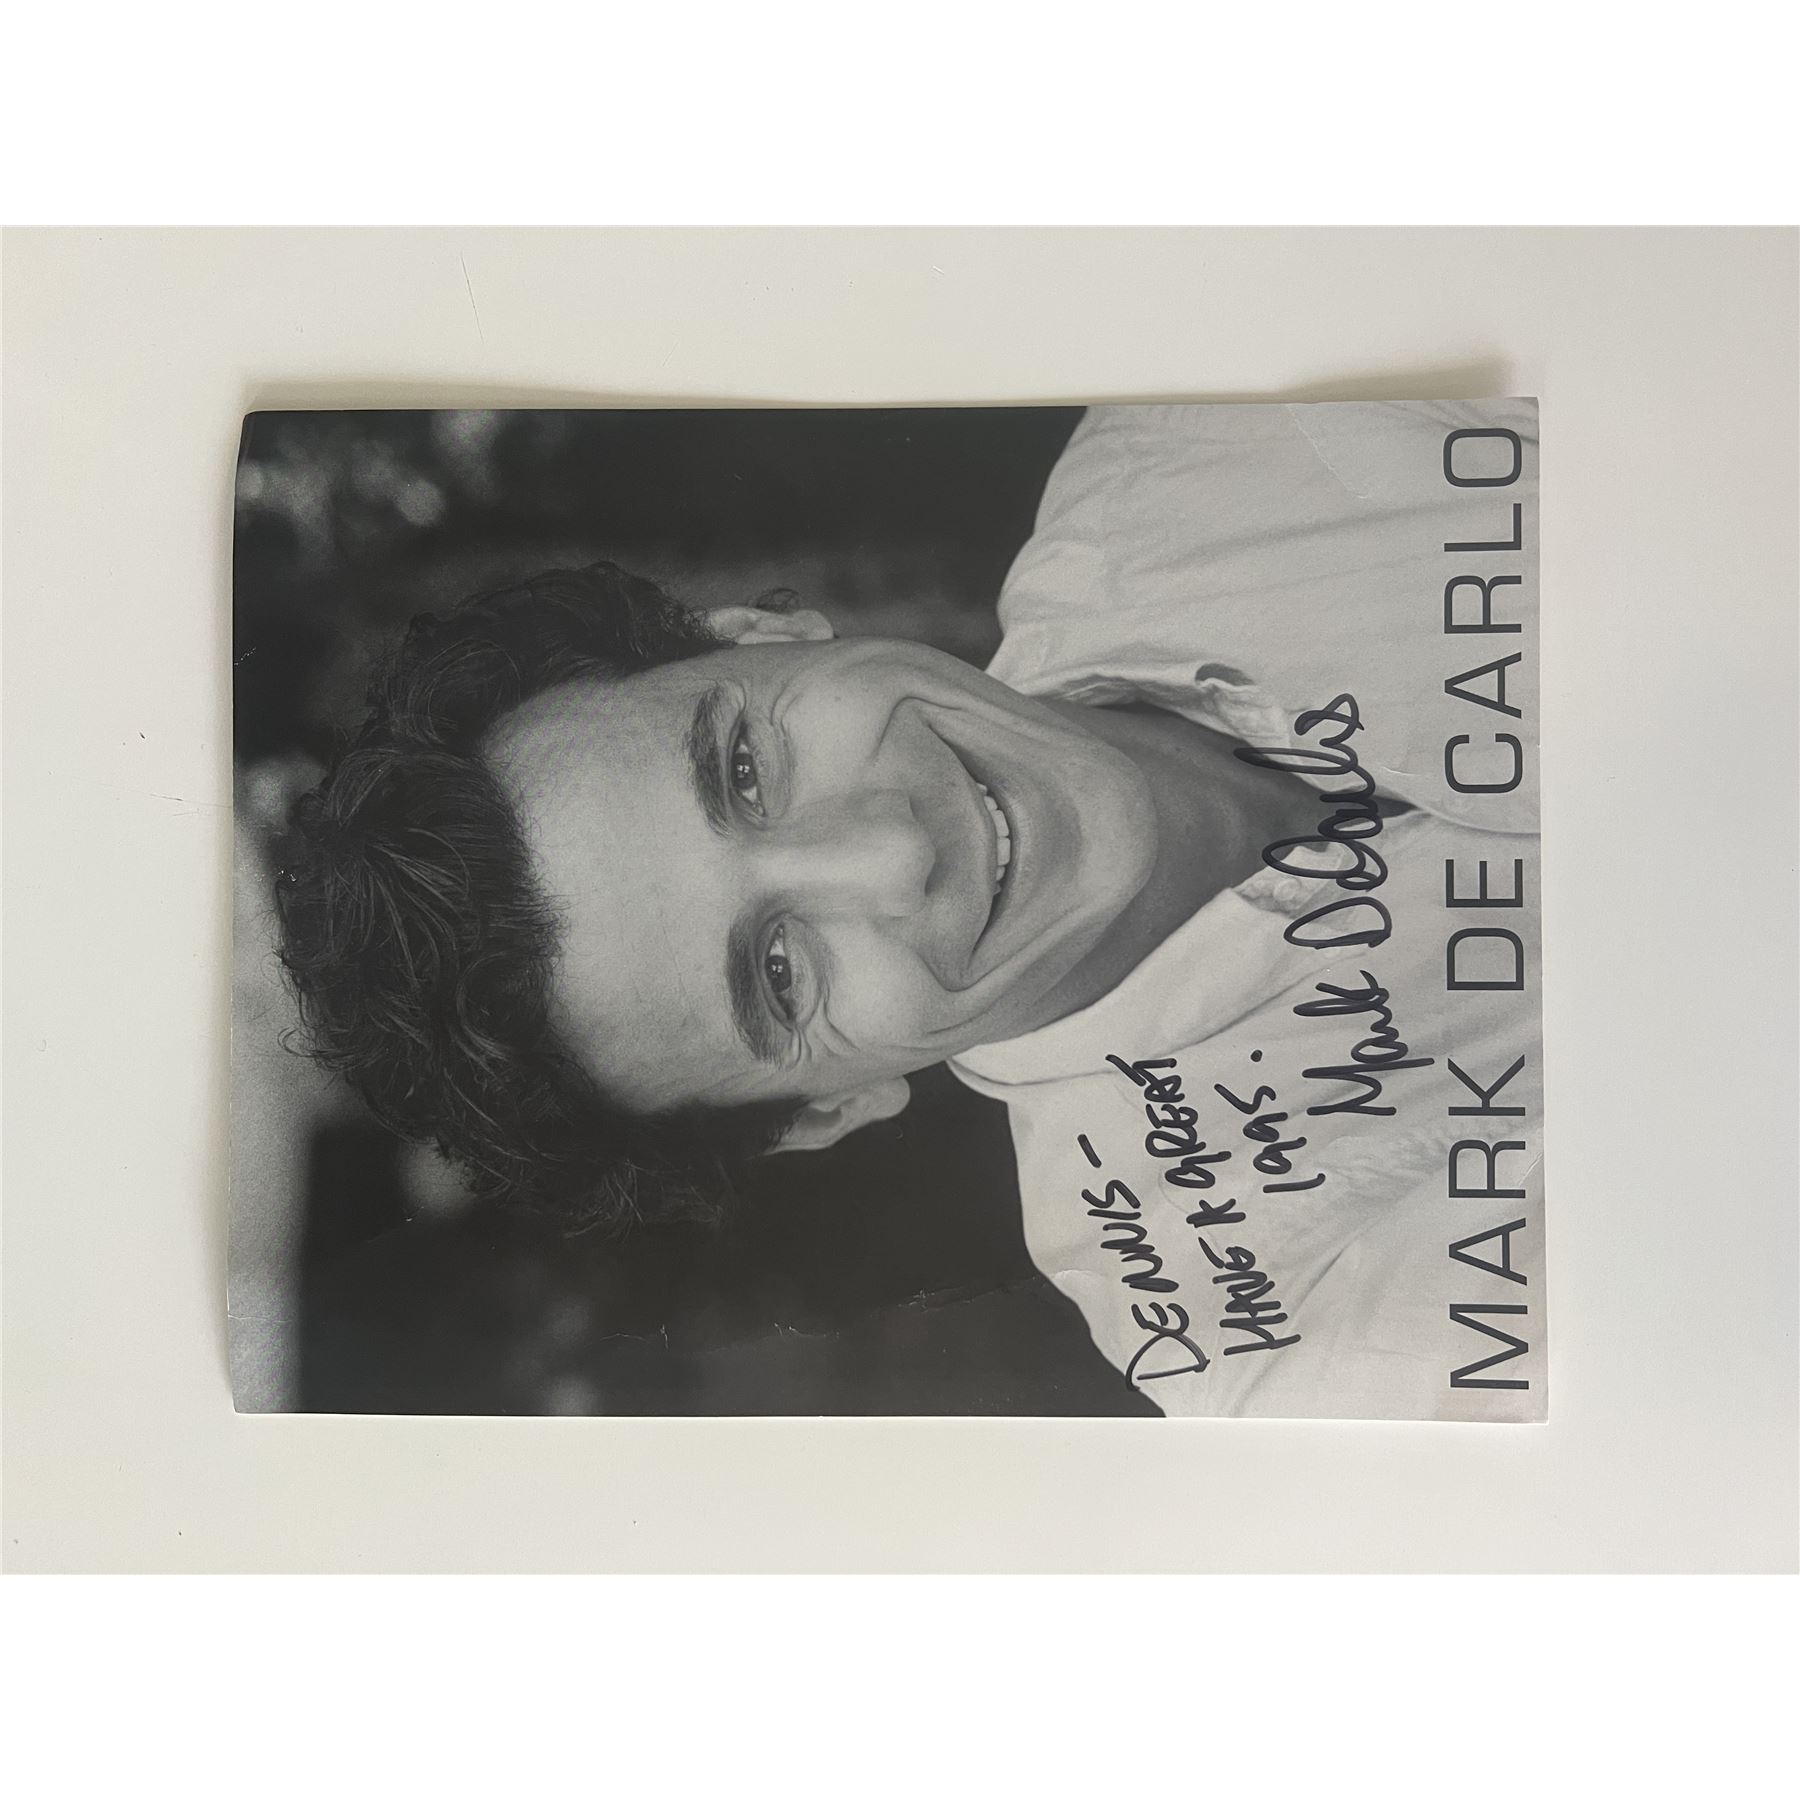 DENNIS-
HAVE A GREAT
1995.
Mark DeCarlo
MARK DE CARLO